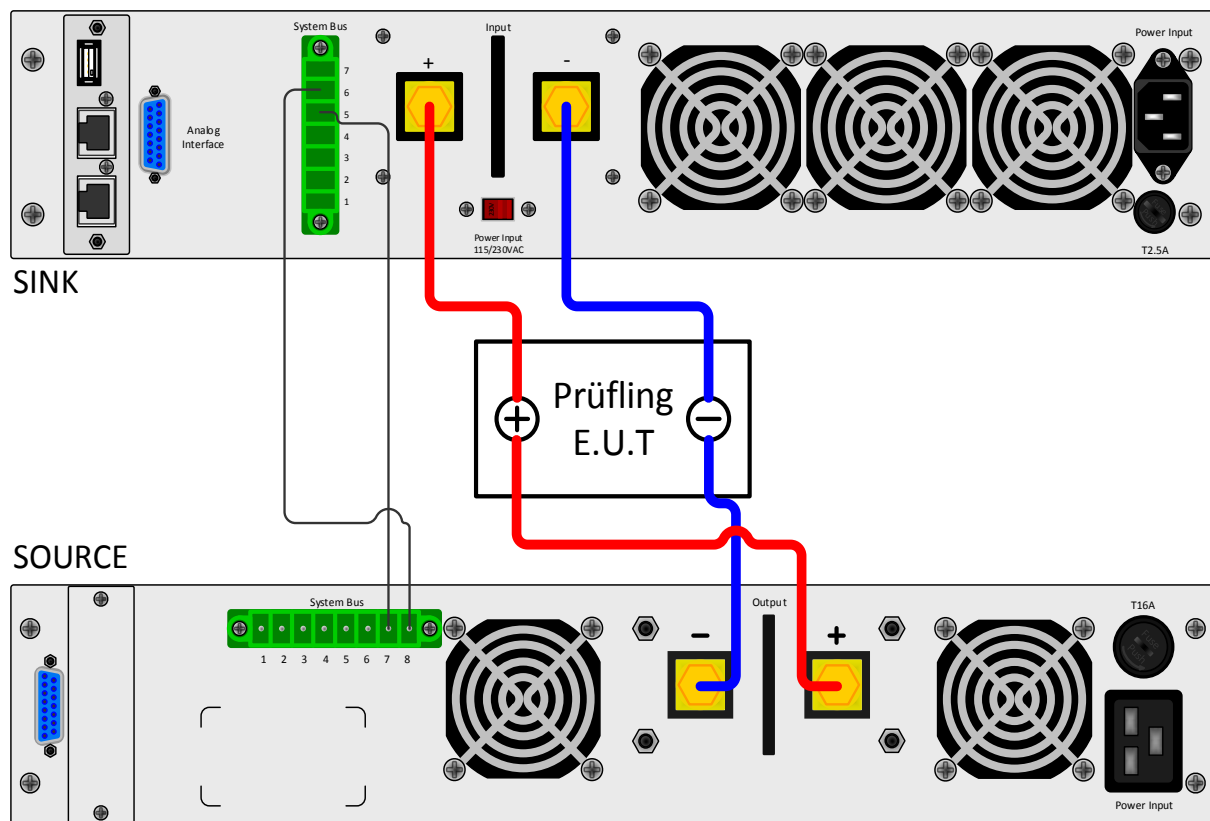 System Bus
Input
Power Input
+
-
7
6
5
4
3
2
1
Analog
Interface
Power Input
115/230VAC
T2.5A
SINK
Prüfling
E.U.T
+
−
SOURCE
System Bus
Output
T16A
1 2 3 4 5 6 7 8
−
+
Power Input